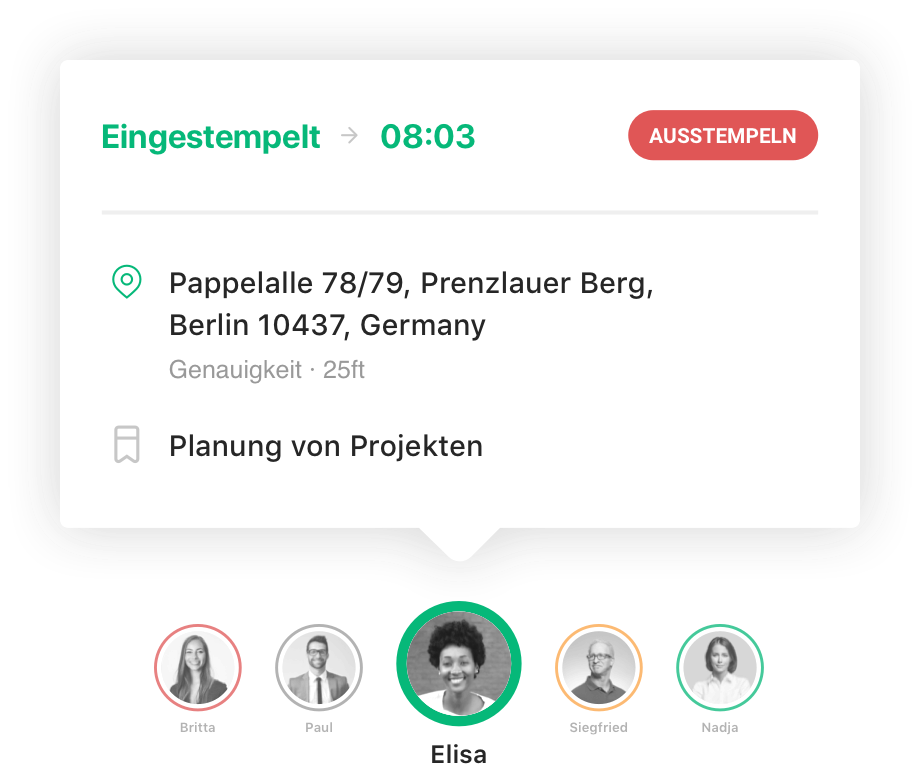 Eingestempelt → 08:03
AUSSTEMPELN
Pappelalle 78/79, Prenzlauer Berg,
Berlin 10437, Germany
Genauigkeit · 25ft
Planung von Projekten
Britta
Paul
Elisa
Siegfried
Nadja